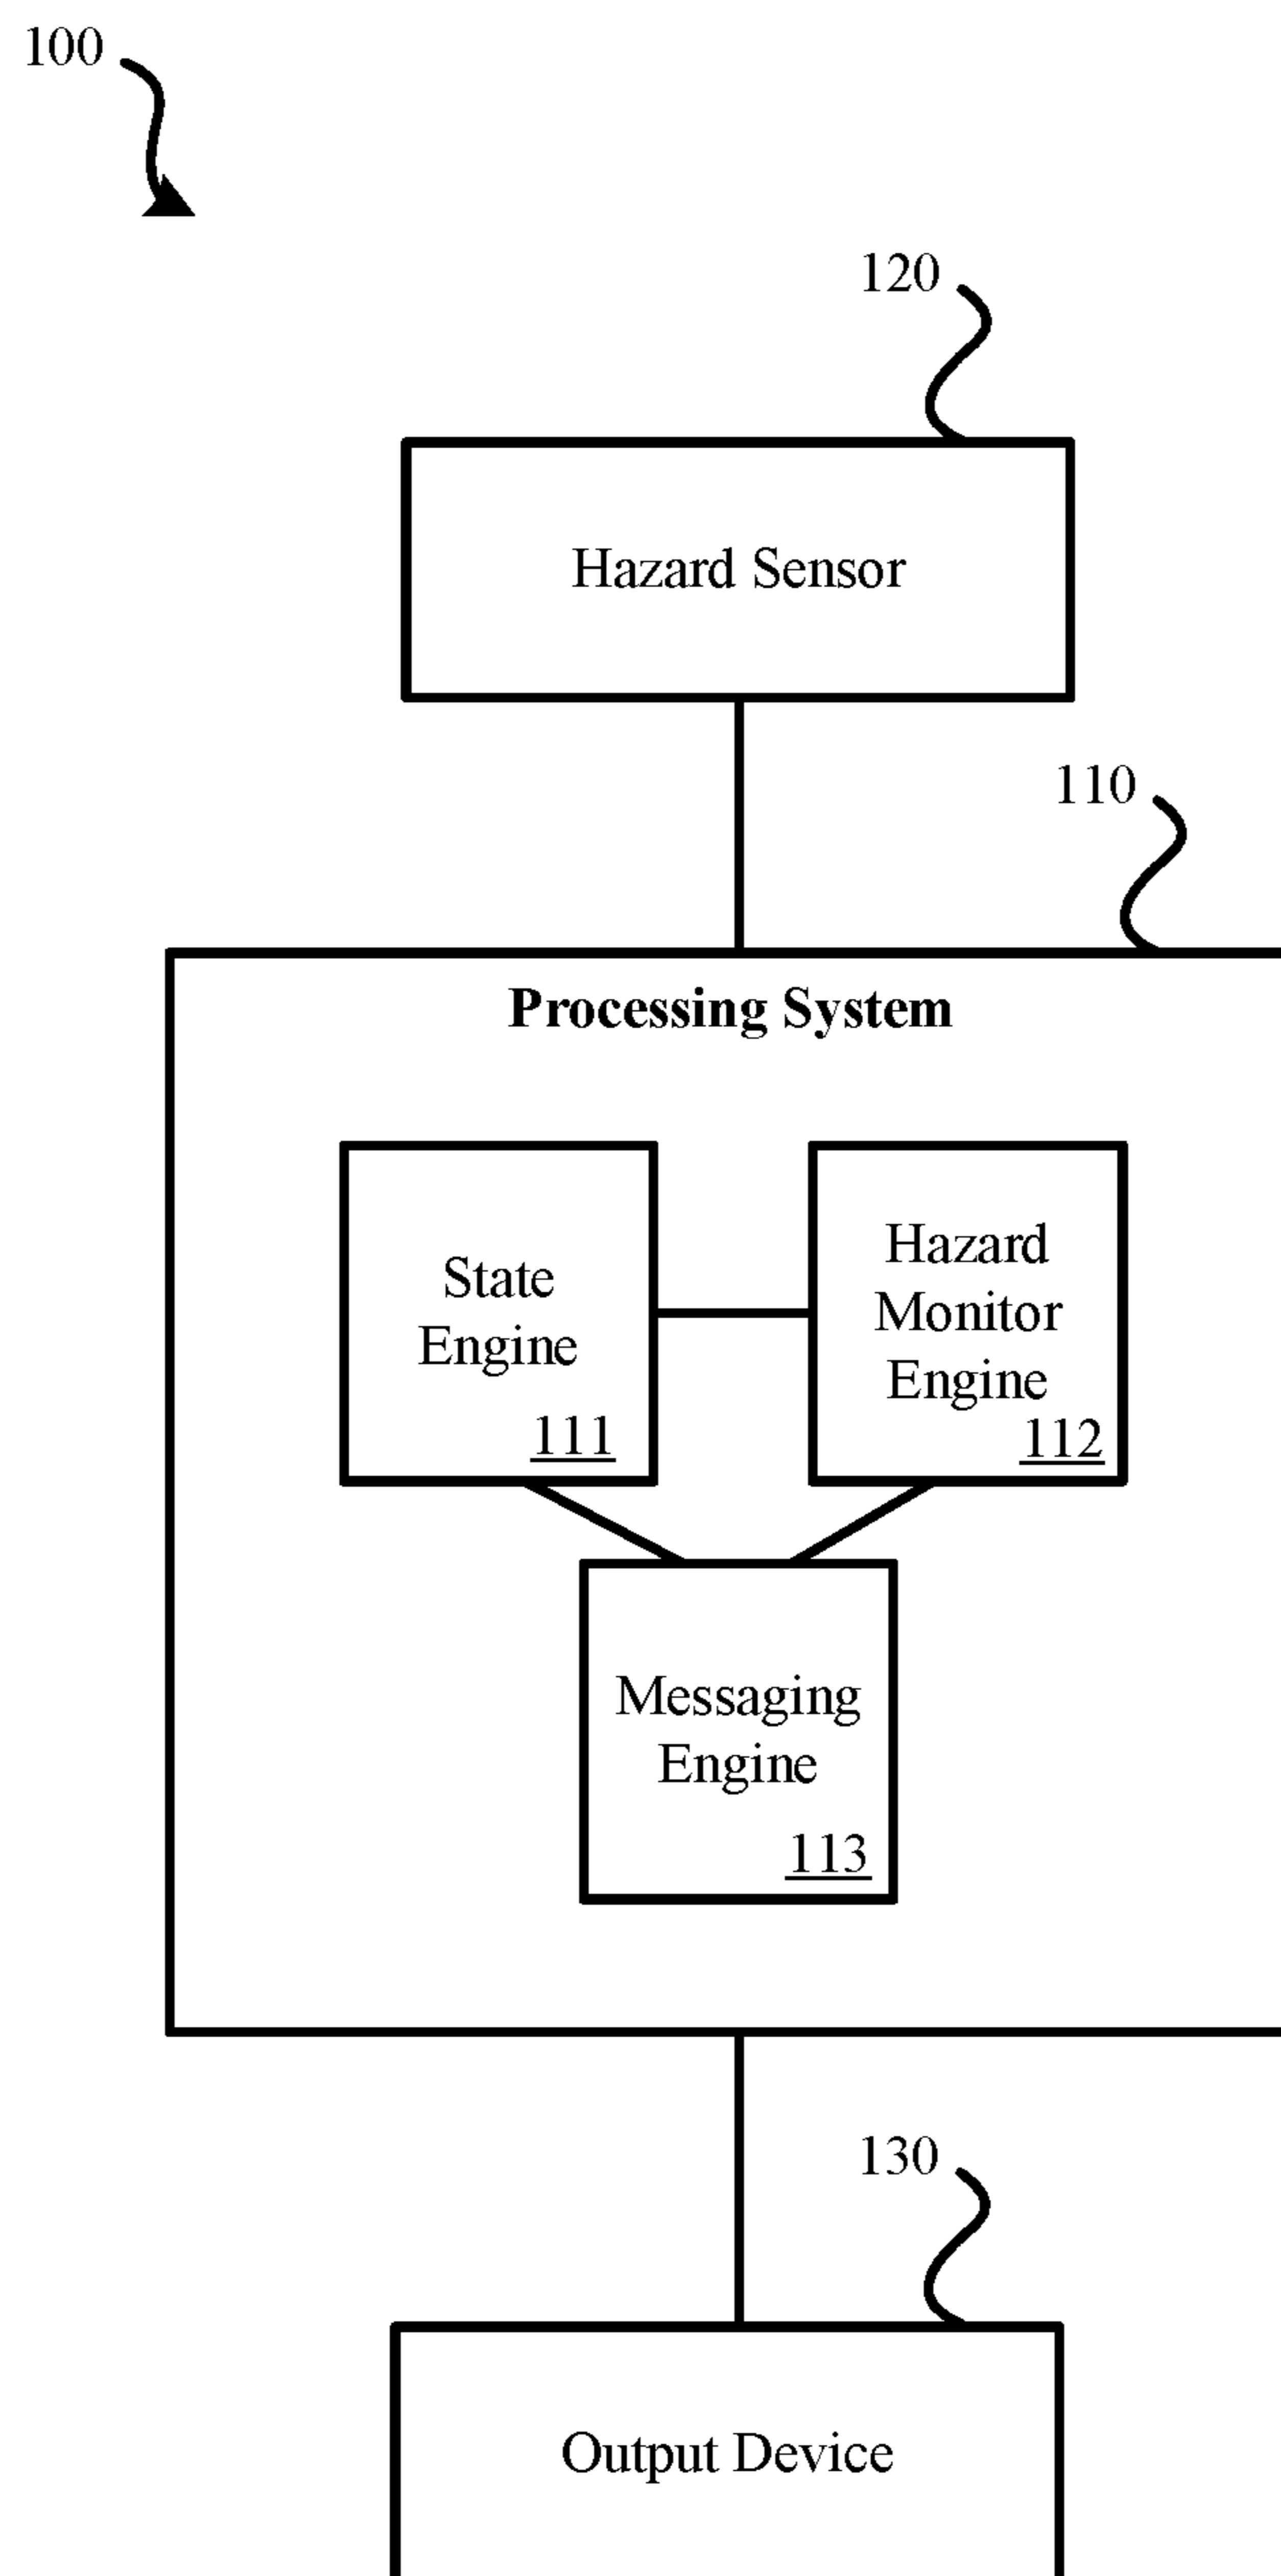 100
120
Hazard Sensor
110
Processing System
State
Engine
111
Hazard
Monitor
Engine
112
Messaging
Engine
113
130
Output Device